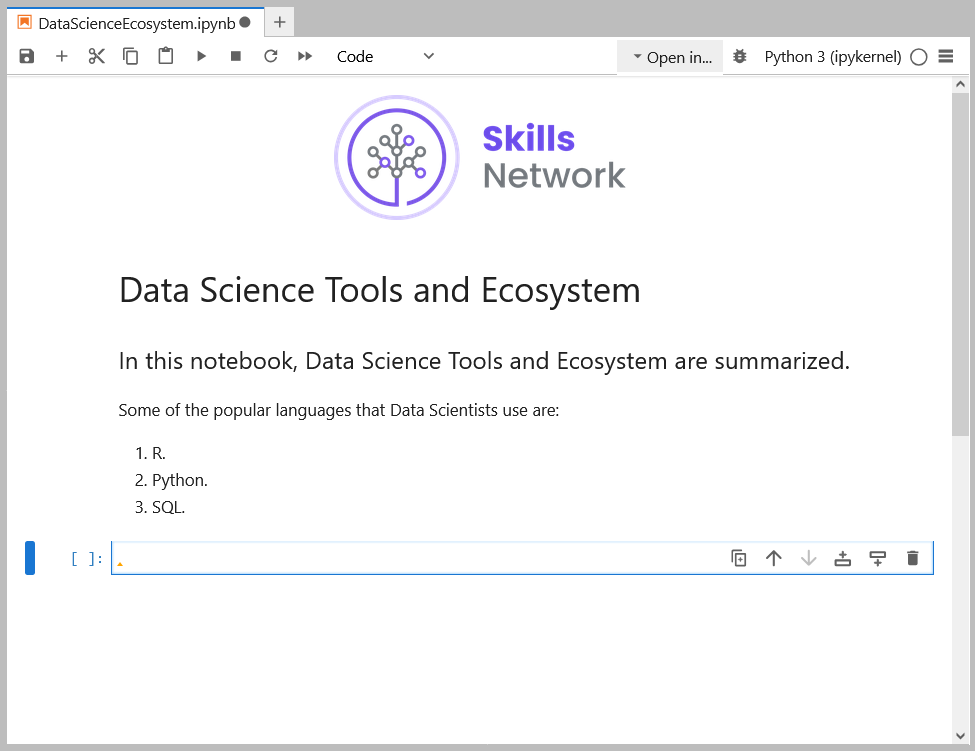 DataScienceEcosystem.ipynb
Code
Open in...
Python 3 (ipykernel)
Skills
Network
Data Science Tools and Ecosystem
In this notebook, Data Science Tools and Ecosystem are summarized.
Some of the popular languages that Data Scientists use are:
1. R.
2. Python.
3. SQL.
[ ]: